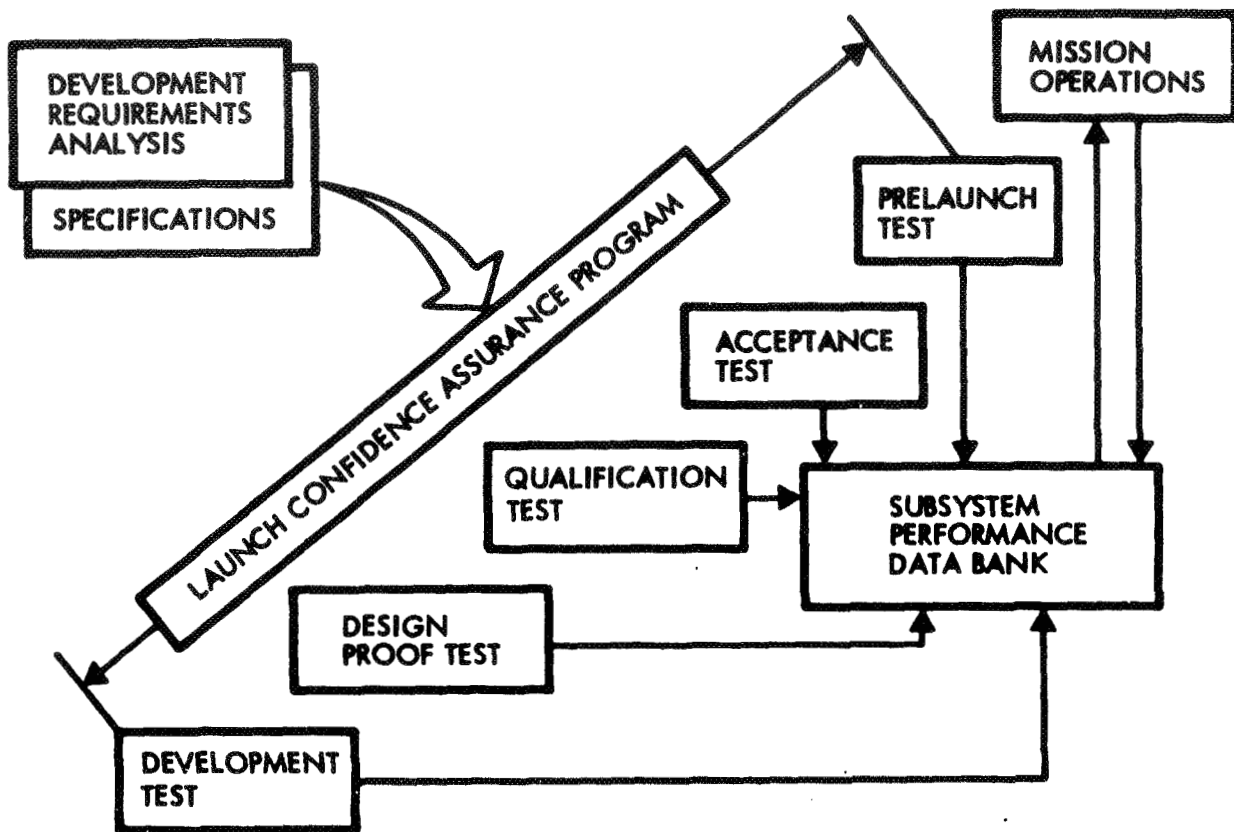 DEVELOPMENT
REQUIREMENTS
ANALYSIS
SPECIFICATIONS
LAUNCH CONFIDENCE ASSURANCE PROGRAM
MISSION
OPERATIONS
PRELAUNCH
TEST
ACCEPTANCE
TEST
QUALIFICATION
TEST
SUBSYSTEM
PERFORMANCE
DATA BANK
DESIGN
PROOF TEST
DEVELOPMENT
TEST